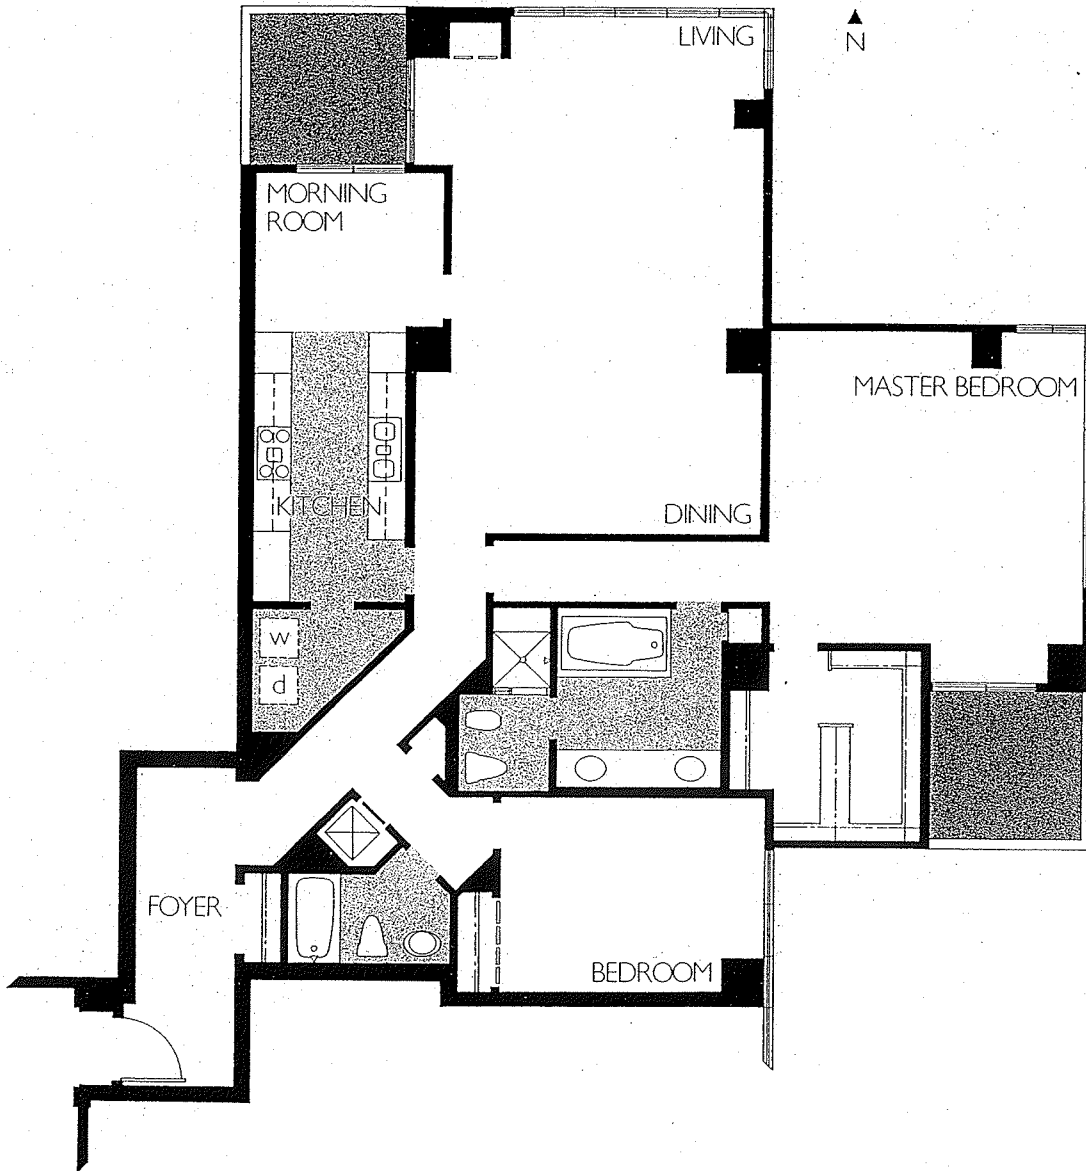 LIVING
N
MORNING
ROOM
MASTER BEDROOM
KITCHEN
DINING
w
d
FOYER
BEDROOM